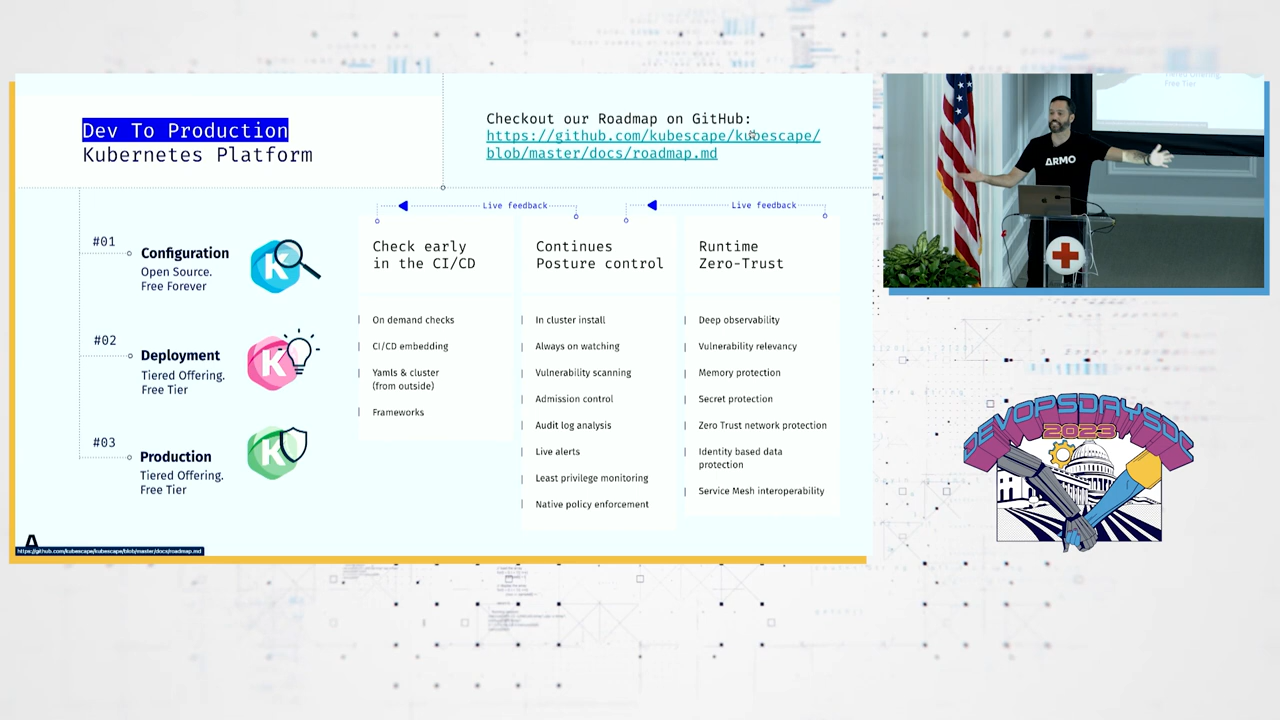 Dev To Production
Kubernetes Platform
Checkout our Roadmap on GitHub:
https://github.com/kubescape/kubescape/
blob/master/docs/roadmap.md
Live feedback
Live feedback
#01
Configuration
Open Source.
Free Forever
#02
Deployment
Tiered Offering.
Free Tier
#03
Production
Tiered Offering.
Free Tier
Check early
in the CI/CD
On demand checks
CI/CD embedding
Yamls & cluster
(from outside)
Frameworks
Continues
Posture control
In cluster install
Always on watching
Vulnerability scanning
Admission control
Audit log analysis
Live alerts
Least privilege monitoring
Native policy enforcement
Runtime
Zero-Trust
Deep observability
Vulnerability relevancy
Memory protection
Secret protection
Zero Trust network protection
Identity based data
protection
Service Mesh interoperability
https://github.com/kubescape/kubescape/blob/master/docs/roadmap.md
Tiered Offering.
Free Tier
ARMO
DEVOPSDAYSDC
2023